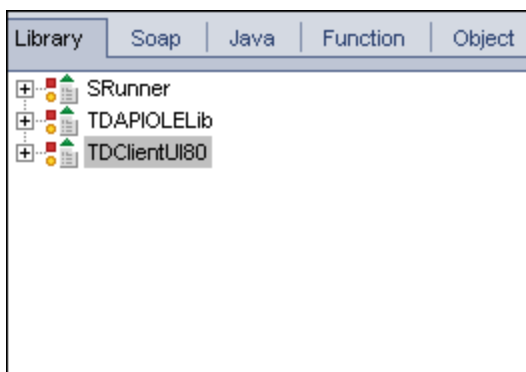 Library Soap Java Function Object
SRunner
TDAPIOLELib
TDClientUI80